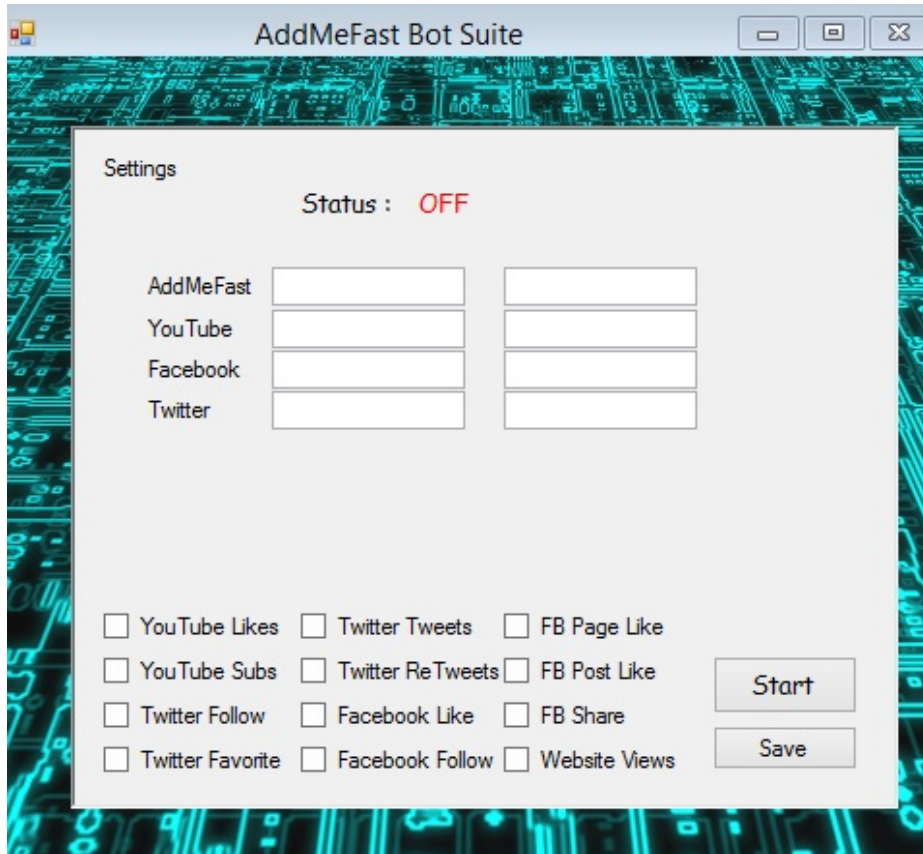 AddMeFast Bot Suite
Settings
Status : OFF
AddMeFast
YouTube
Facebook
Twitter
YouTube Likes Twitter Tweets FB Page Like
YouTube Subs Twitter ReTweets FB Post Like
Twitter Follow Facebook Like FB Share
Twitter Favorite Facebook Follow Website Views
Start
Save